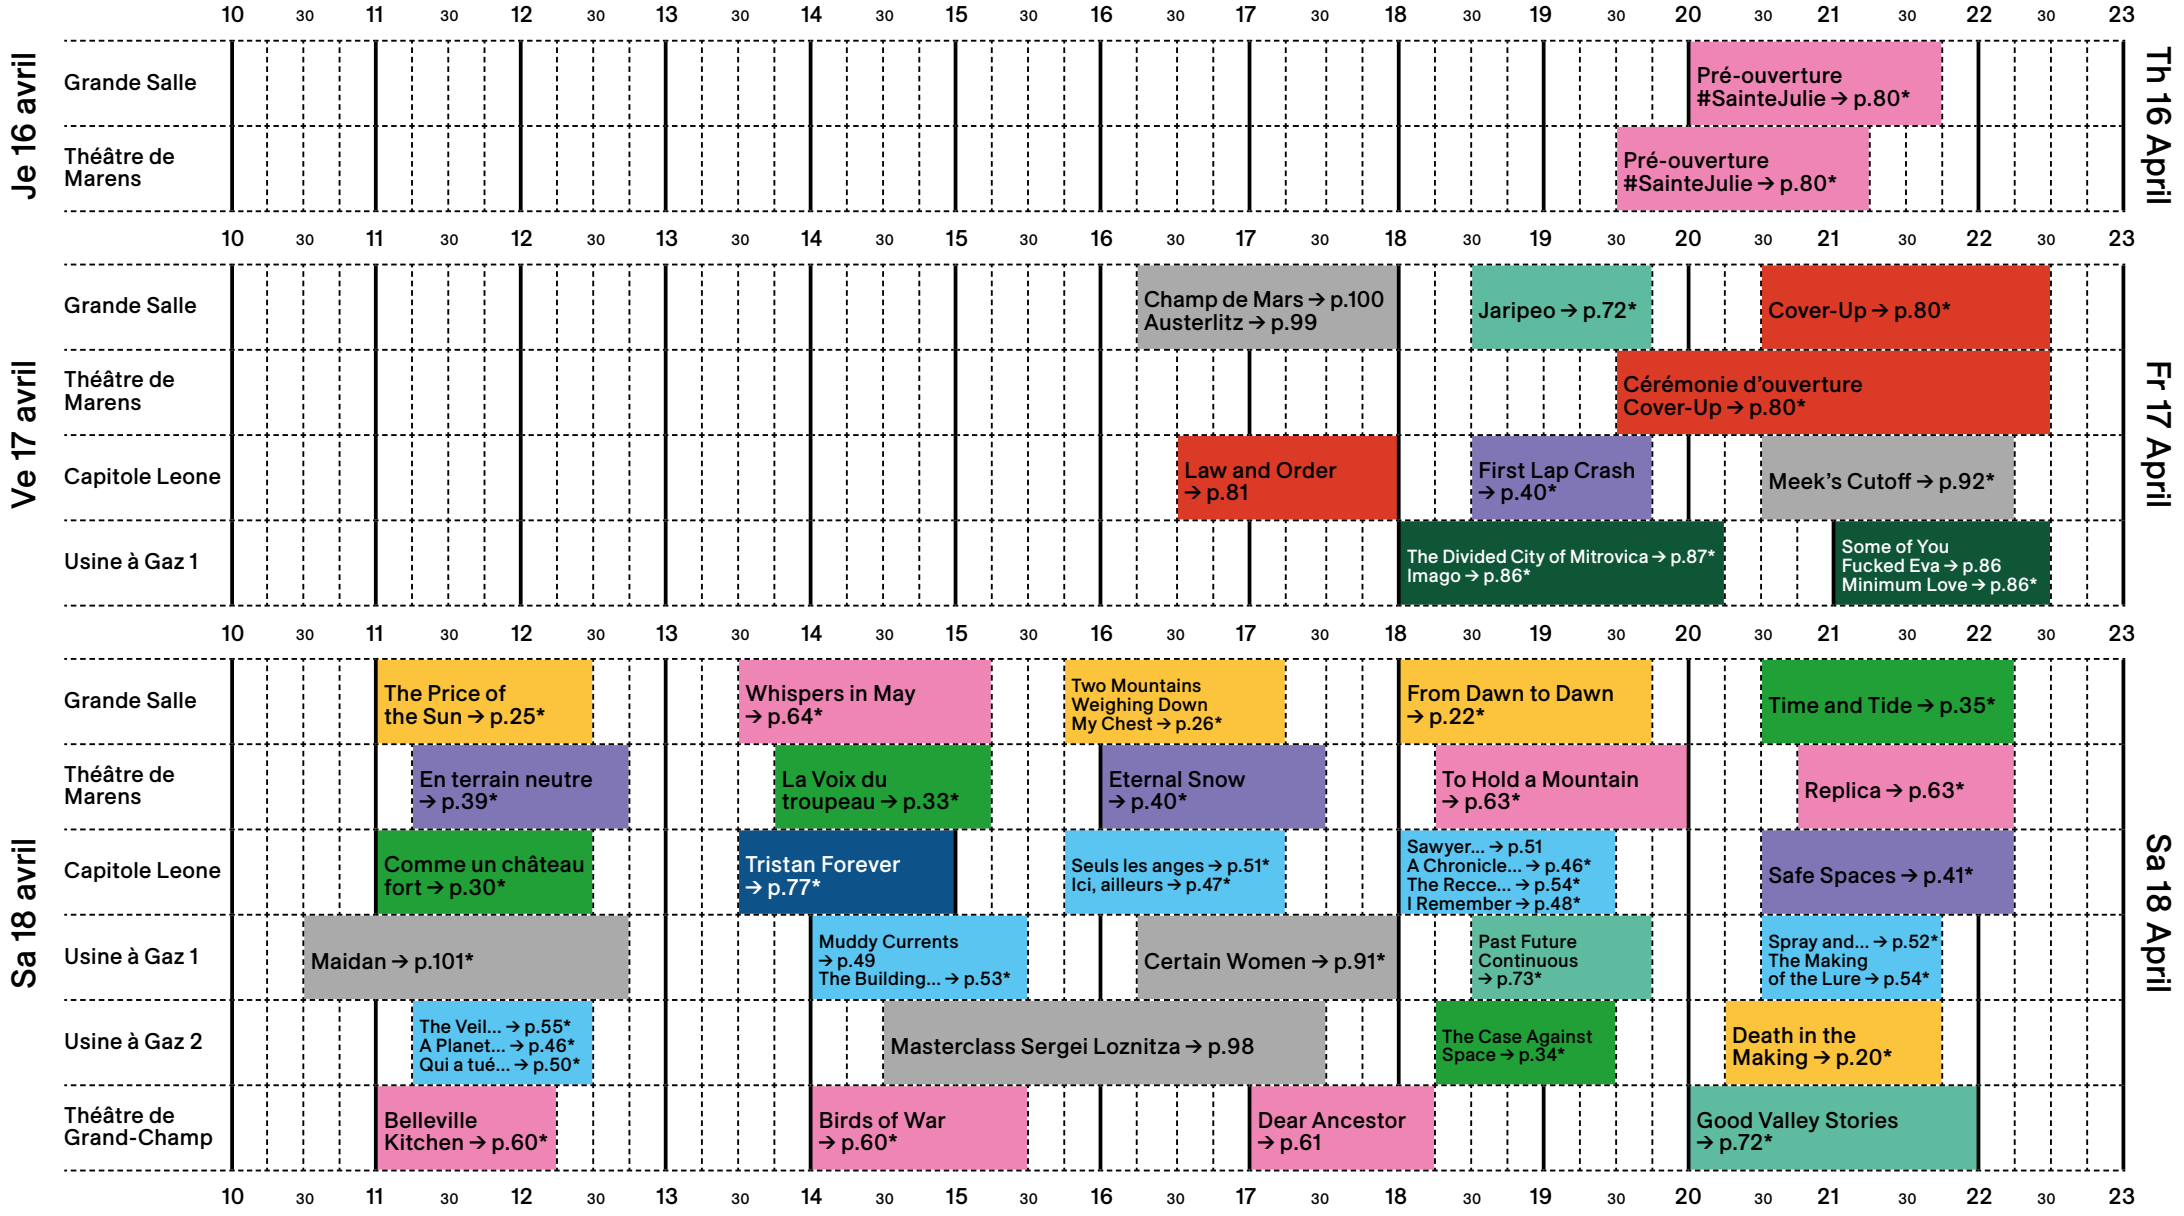 10 30 11 30 12 30 13 30 14 30 15 30 16 30 17 30 18 30 19 30 20 30 21 30 22 30 23
Je 16 avril
Th 16 April
Grande Salle
Pré-ouverture
#SainteJulie → p.80*
Théâtre de
Marens
Pré-ouverture
#SainteJulie → p.80*
10 30 11 30 12 30 13 30 14 30 15 30 16 30 17 30 18 30 19 30 20 30 21 30 22 30 23
Ve 17 avril
Fr 17 April
Grande Salle
Champ de Mars → p.100
Austerlitz → p.99
Jaripeo → p.72*
Cover-Up → p.80*
Théâtre de
Marens
Cérémonie d'ouverture
Cover-Up → p.80*
Capitole Leone
Law and Order
→ p.81
First Lap Crash
→ p.40*
Meek's Cutoff → p.92*
Usine à Gaz 1
The Divided City of Mitrovica → p.87*
Imago → p.86*
Some of You
Fucked Eva → p.86
Minimum Love → p.86*
10 30 11 30 12 30 13 30 14 30 15 30 16 30 17 30 18 30 19 30 20 30 21 30 22 30 23
Sa 18 avril
Sa 18 April
Grande Salle
The Price of
the Sun → p.25*
Whispers in May
→ p.64*
Two Mountains
Weighing Down
My Chest → p.26*
From Dawn to Dawn
→ p.22*
Time and Tide → p.35*
Théâtre de
Marens
En terrain neutre
→ p.39*
La Voix du
troupeau → p.33*
Eternal Snow
→ p.40*
To Hold a Mountain
→ p.63*
Replica → p.63*
Capitole Leone
Comme un château
fort → p.30*
Tristan Forever
→ p.77*
Seuls les anges → p.51*
Ici, ailleurs → p.47*
Sawyer... → p.51
A Chronicle... → p.46*
The Recce... → p.54*
I Remember → p.48*
Safe Spaces → p.41*
Usine à Gaz 1
Maidan → p.101*
Muddy Currents
→ p.49
The Building... → p.53*
Certain Women → p.91*
Past Future
Continuous
→ p.73*
Spray and... → p.52*
The Making
of the Lure → p.54*
Usine à Gaz 2
The Veil... → p.55*
A Planet... → p.46*
Qui a tué... → p.50*
Masterclass Sergei Loznitza → p.98
The Case Against
Space → p.34*
Death in the
Making → p.20*
Théâtre de
Grand-Champ
Belleville
Kitchen → p.60*
Birds of War
→ p.60*
Dear Ancestor
→ p.61
Good Valley Stories
→ p.72*
10 30 11 30 12 30 13 30 14 30 15 30 16 30 17 30 18 30 19 30 20 30 21 30 22 30 23